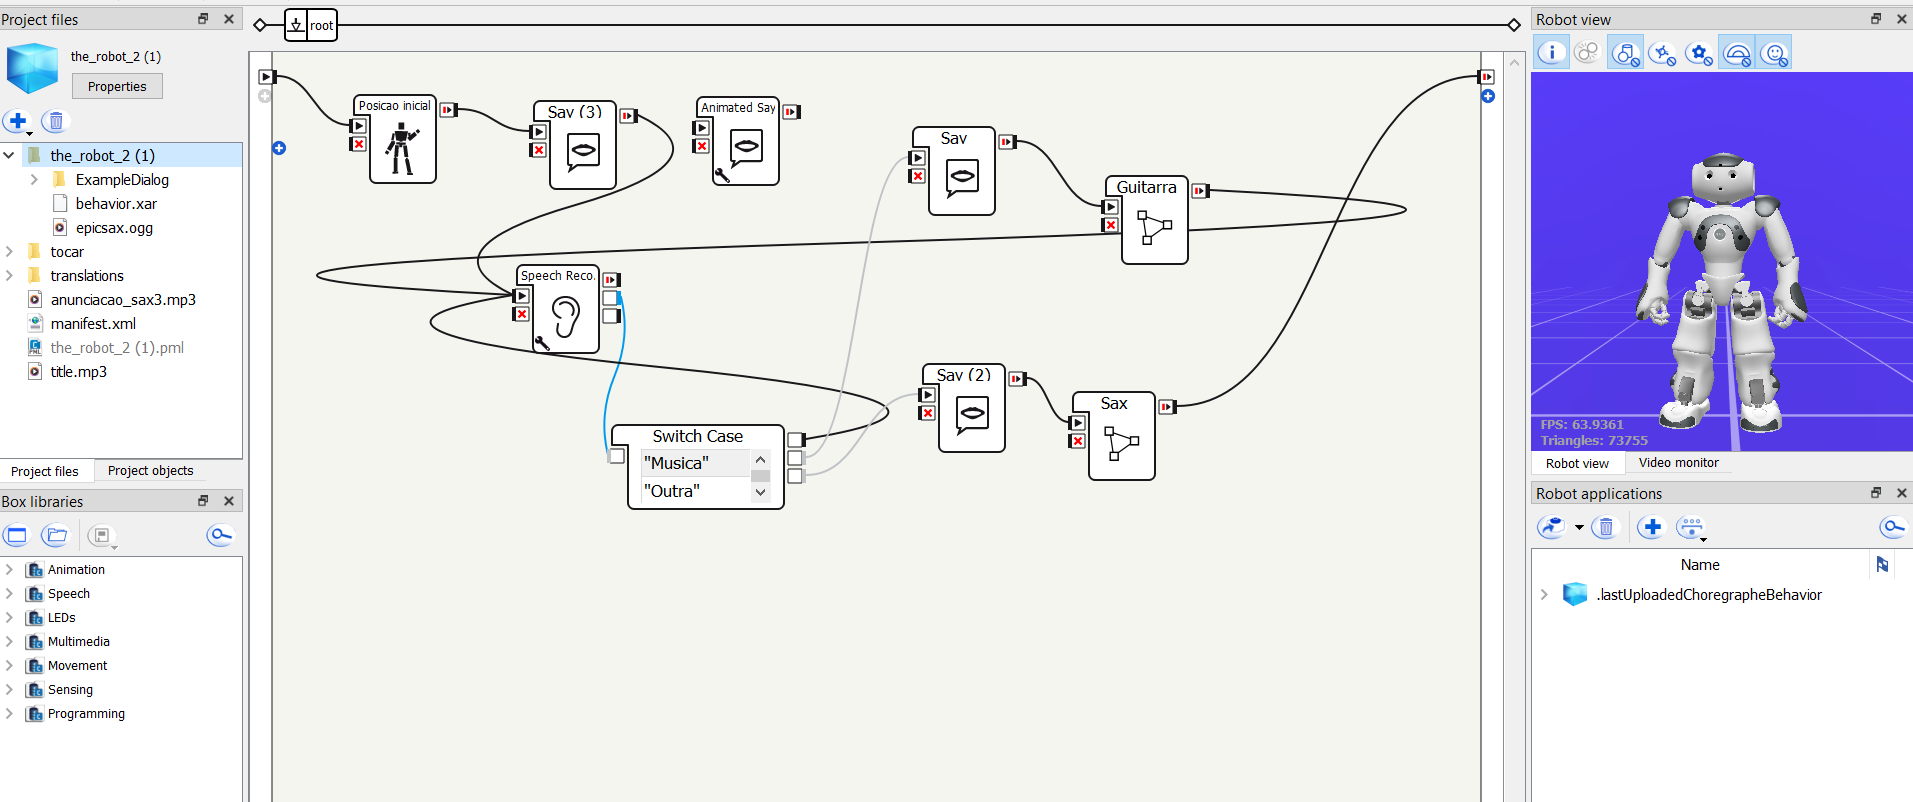 Project files
the_robot_2 (1)
Properties
the_robot_2 (1)
ExampleDialog
behavior.xar
epicsax.ogg
tocar
translations
anunciacao_sax3.mp3
manifest.xml
the_robot_2 (1).pml
title.mp3
Project files
Project objects
Box libraries
Animation
Speech
LEDs
Multimedia
Movement
Sensing
Programming
root
Posicao inicial
Say (3)
Animated Say
Say
Guitarra
Speech Reco.
Say (2)
Sax
Switch Case
"Musica"
"Outra"
Robot view
FPS: 63.9361
Triangles: 73755
Robot view
Video monitor
Robot applications
Name
.lastUploadedChoregrapheBehavior